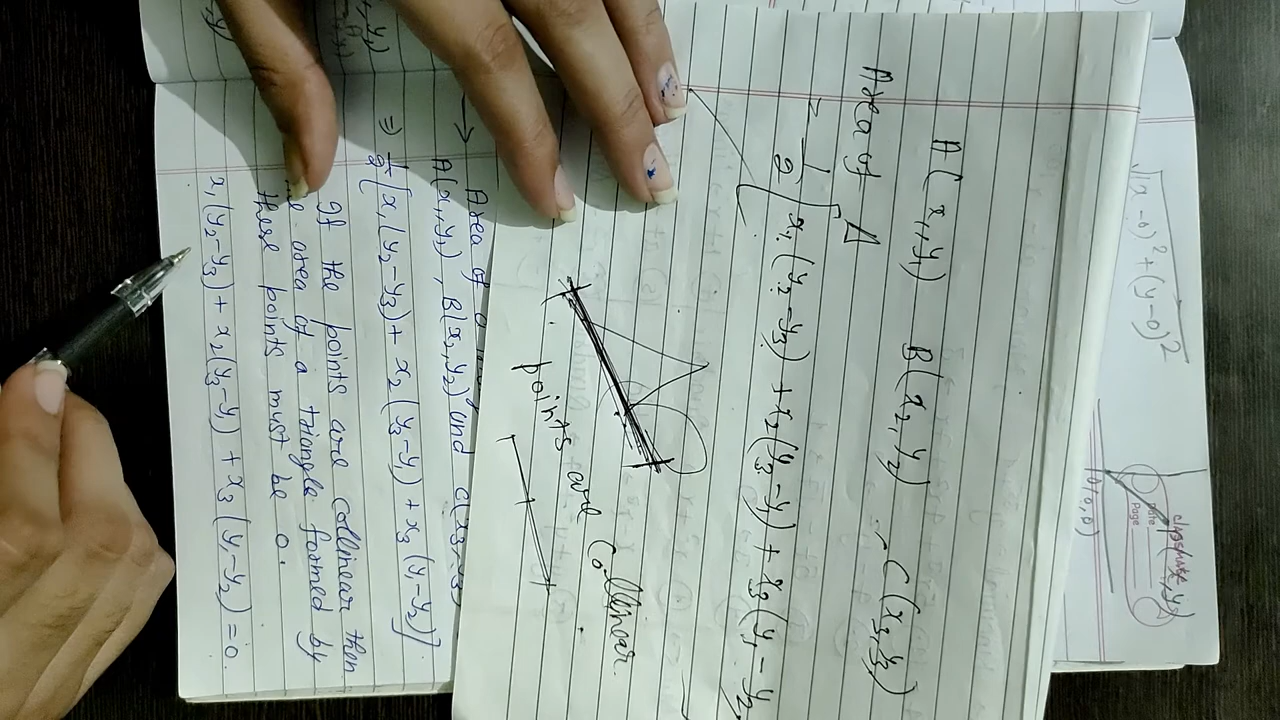 √(x-0)²+(y-0)²
Date
Page
A(x₁,y₁) B(x₂,y₂) - C(x₃,y₃)
Area of Δ
= 1/2 [x₁(y₂-y₃) + x₂(y₃-y₁) + x₃(y₁-y₂
points are Collinear.
→ Area of a
A(x₁,y₁), B(x₂,y₂) and C(x₃,y₃)
⇒ 1/2 [x₁(y₂-y₃) + x₂(y₃-y₁) + x₃(y₁-y₂)].
If the points are collinear then
area of a triangle formed by
these points must be 0.
x₁(y₂-y₃) + x₂(y₃-y₁) + x₃(y₁-y₂) = 0.